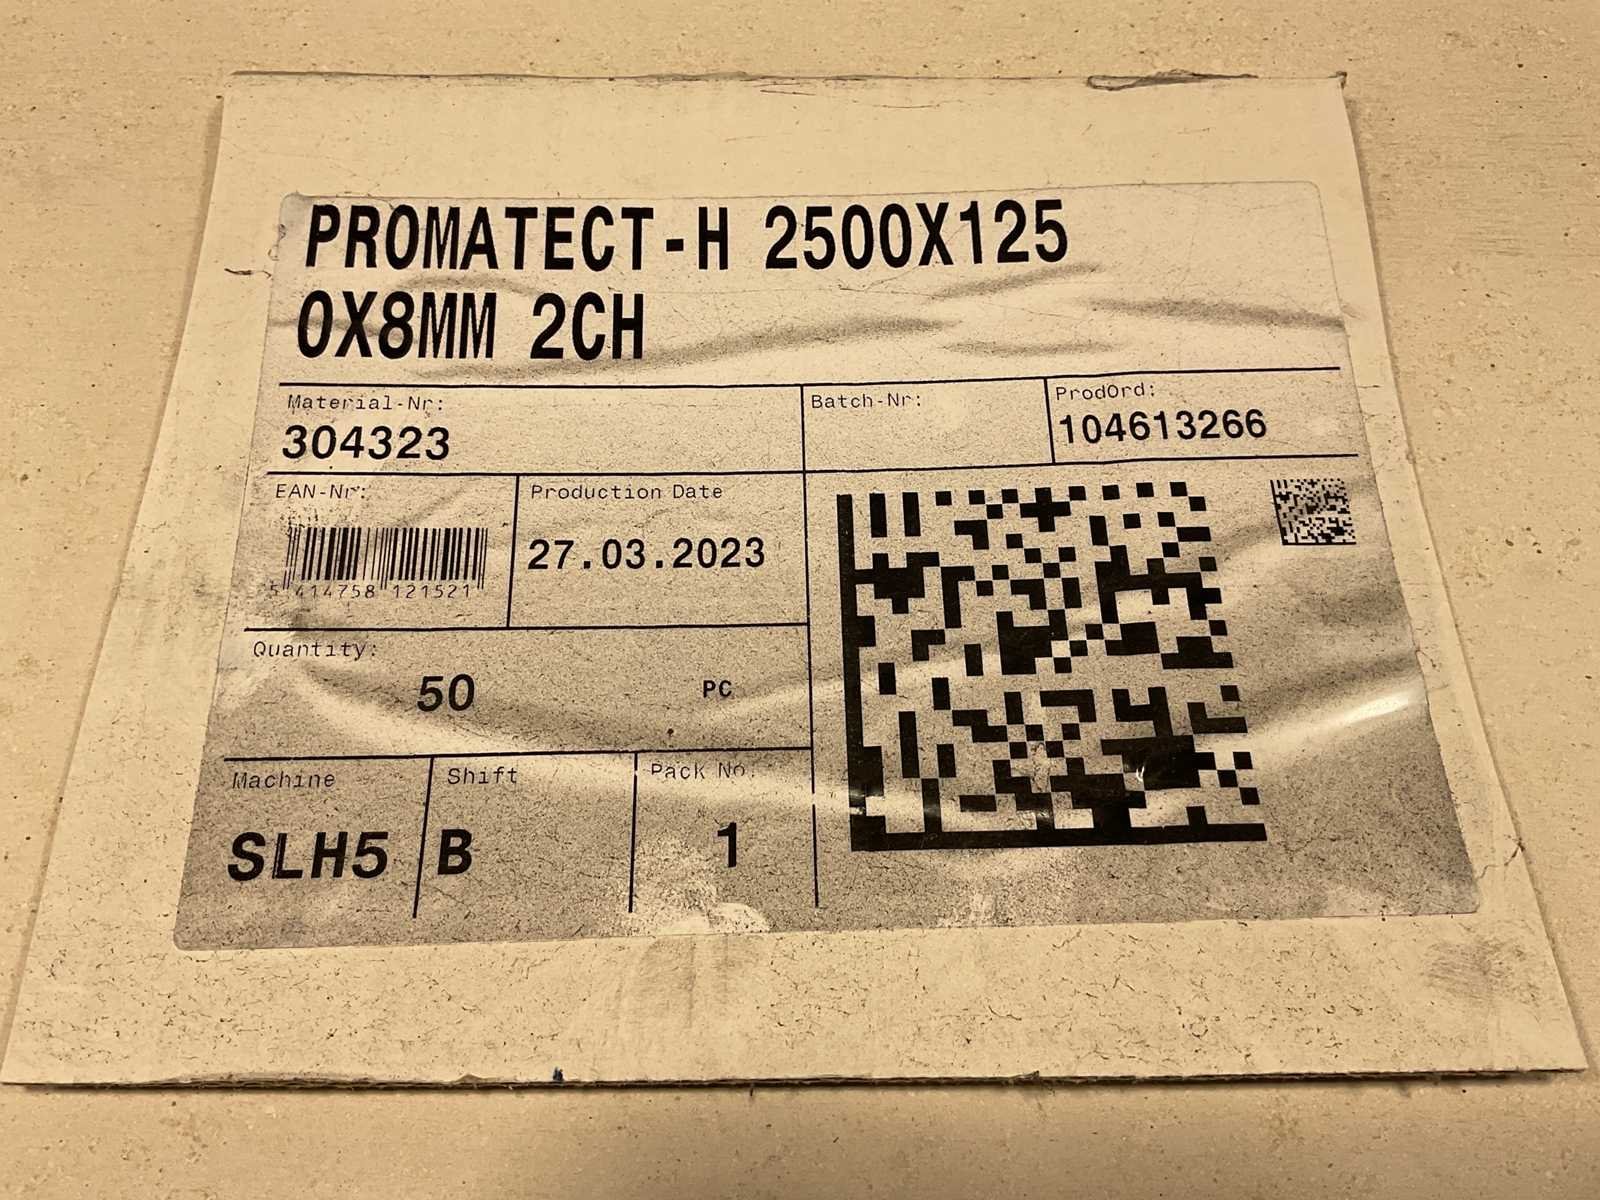 PROMATECT-H 2500X125
0X8MM 2CH
Material-Nr:
304323
Batch-Nr:
ProdOrd:
104613266
EAN-Nr:
5 414758 121521
Production Date
27.03.2023
Quantity:
50 PC
Machine
SLH5
Shift
B
Pack No.
1